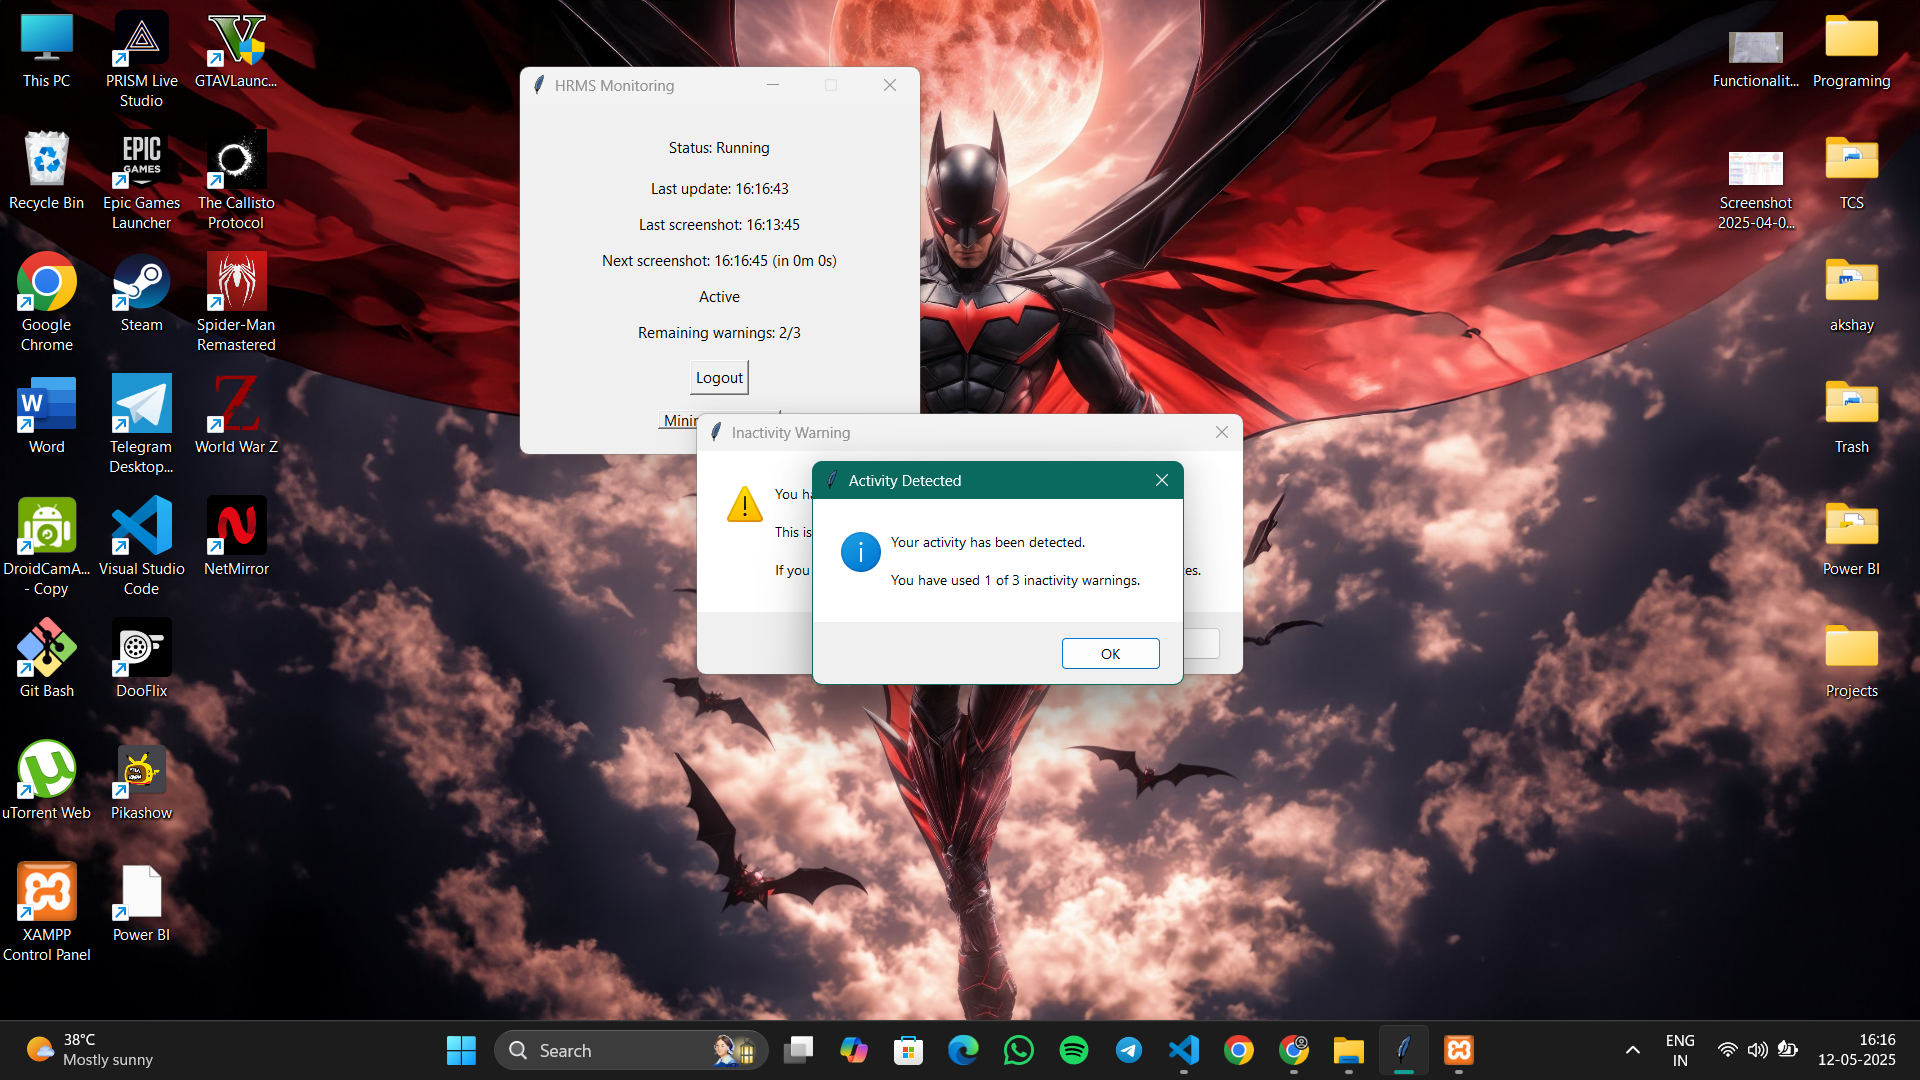 This PC
PRISM Live
Studio
GTAVLaunc...
Recycle Bin
EPIC
GAMES
Epic Games
Launcher
The Callisto
Protocol
Google
Chrome
Steam
Spider-Man
Remastered
W
Word
Telegram
Desktop...
Z
World War Z
DroidCamA...
- Copy
Visual Studio
Code
N
NetMirror
Git Bash
DooFlix
uTorrent Web
Pikashow
XAMPP
Control Panel
Power BI
HRMS Monitoring
Status: Running
Last update: 16:16:43
Last screenshot: 16:13:45
Next screenshot: 16:16:45 (in 0m 0s)
Active
Remaining warnings: 2/3
Logout
Inactivity Warning
This is
If you
es.
Activity Detected
Your activity has been detected.
You have used 1 of 3 inactivity warnings.
OK
Functionalit...
Programing
Screenshot
2025-04-0...
TCS
akshay
Trash
Power BI
Projects
38°C
Mostly sunny
Search
ENG
IN
16:16
12-05-2025